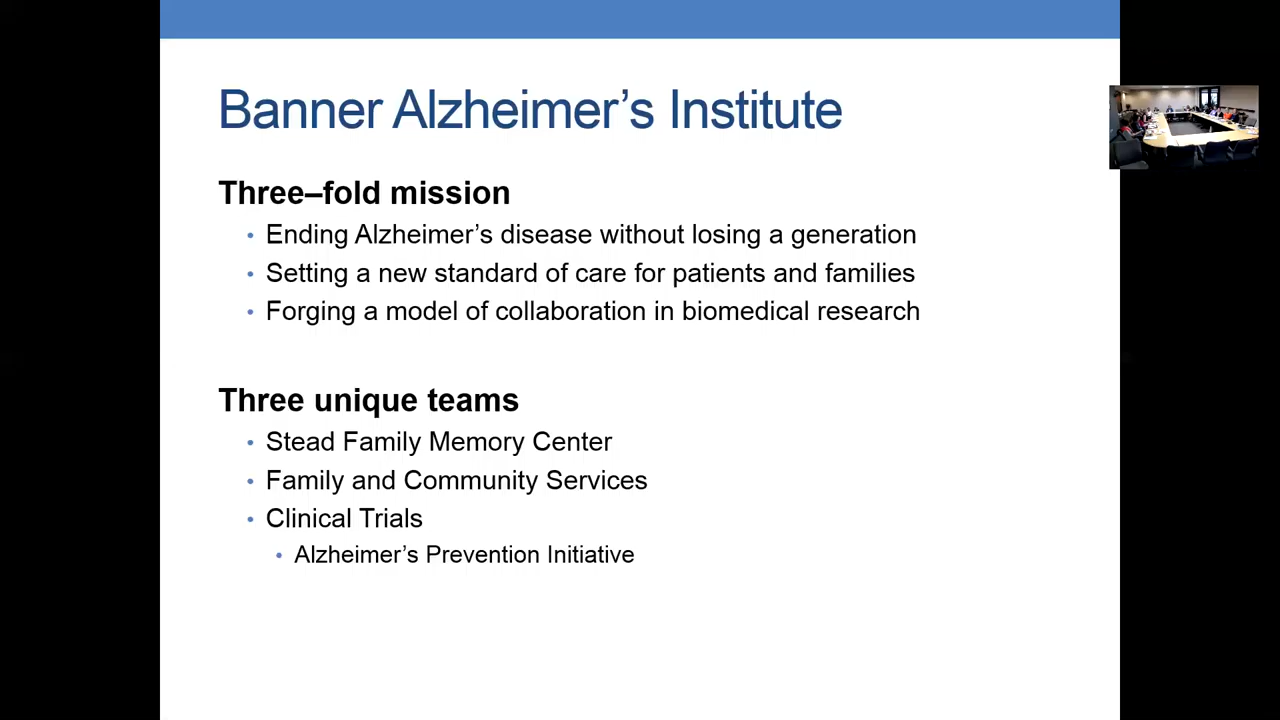 Banner Alzheimer’s Institute
Three–fold mission
• Ending Alzheimer’s disease without losing a generation
• Setting a new standard of care for patients and families
• Forging a model of collaboration in biomedical research
Three unique teams
• Stead Family Memory Center
• Family and Community Services
• Clinical Trials
• Alzheimer’s Prevention Initiative